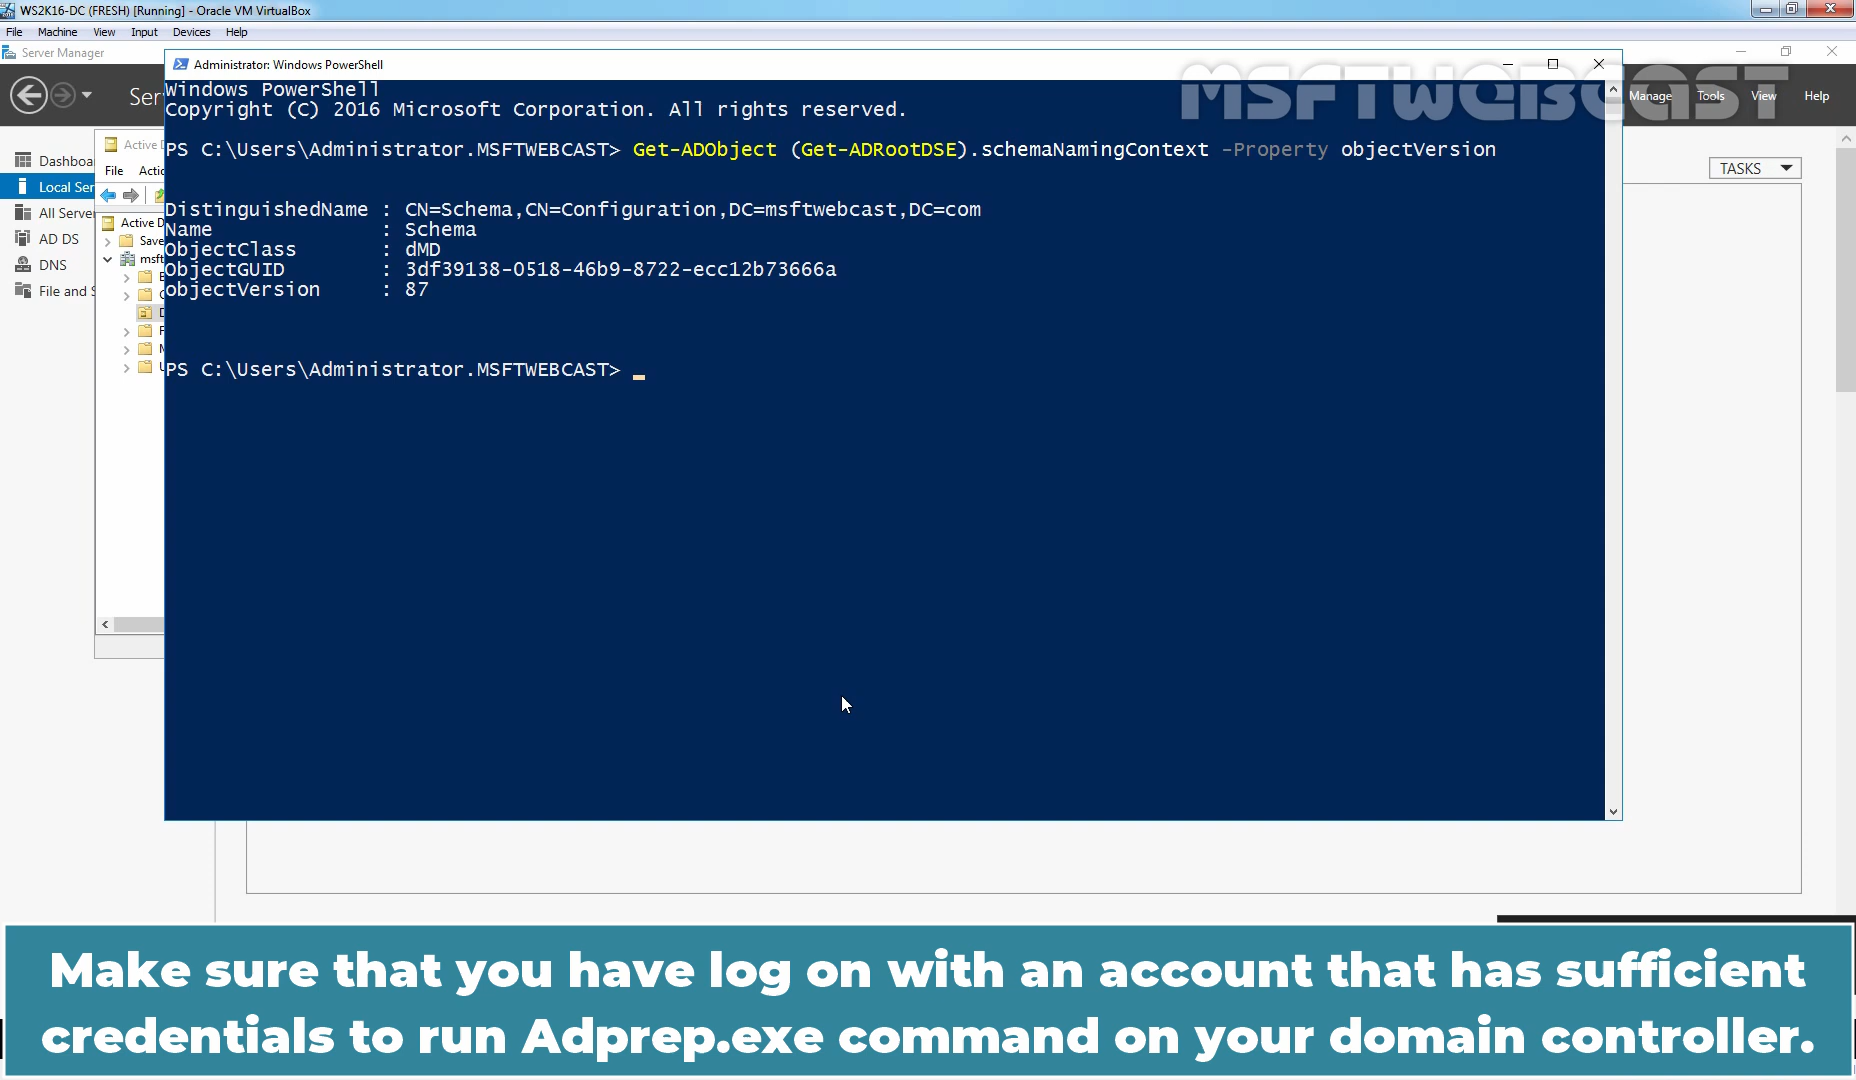 WS2K16-DC (FRESH) [Running] - Oracle VM VirtualBox
File Machine View Input Devices Help
Server Manager
Administrator: Windows PowerShell
MSFTWEBCAST
Manage Tools View Help
Windows PowerShell
Copyright (C) 2016 Microsoft Corporation. All rights reserved.
PS C:\Users\Administrator.MSFTWEBCAST> Get-ADObject (Get-ADRootDSE).schemaNamingContext -Property objectVersion
DistinguishedName : CN=Schema,CN=Configuration,DC=msftwebcast,DC=com
Name : Schema
ObjectClass : dMD
ObjectGUID : 3df39138-0518-46b9-8722-ecc12b73666a
objectVersion : 87
PS C:\Users\Administrator.MSFTWEBCAST>
Ser
Dashboa
Local Ser
All Server
AD DS
DNS
File and S
Active D
File Actio
Active D
Save
msft
TASKS
Make sure that you have log on with an account that has sufficient
credentials to run Adprep.exe command on your domain controller.